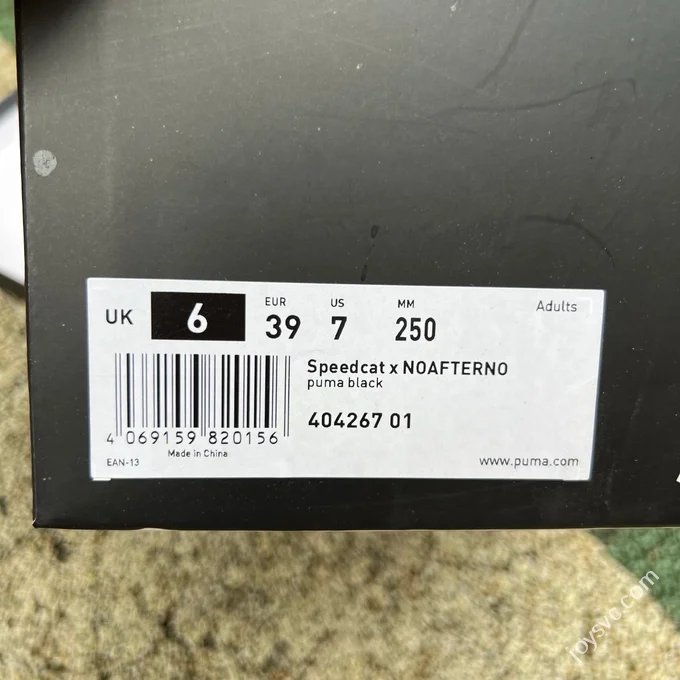 UK 6 EUR 39 US 7 MM 250 Adults
Speedcat x NOAFTERNO
puma black
404267 01
4 069159 820156
EAN-13 Made in China
www.puma.com
joysvc.com